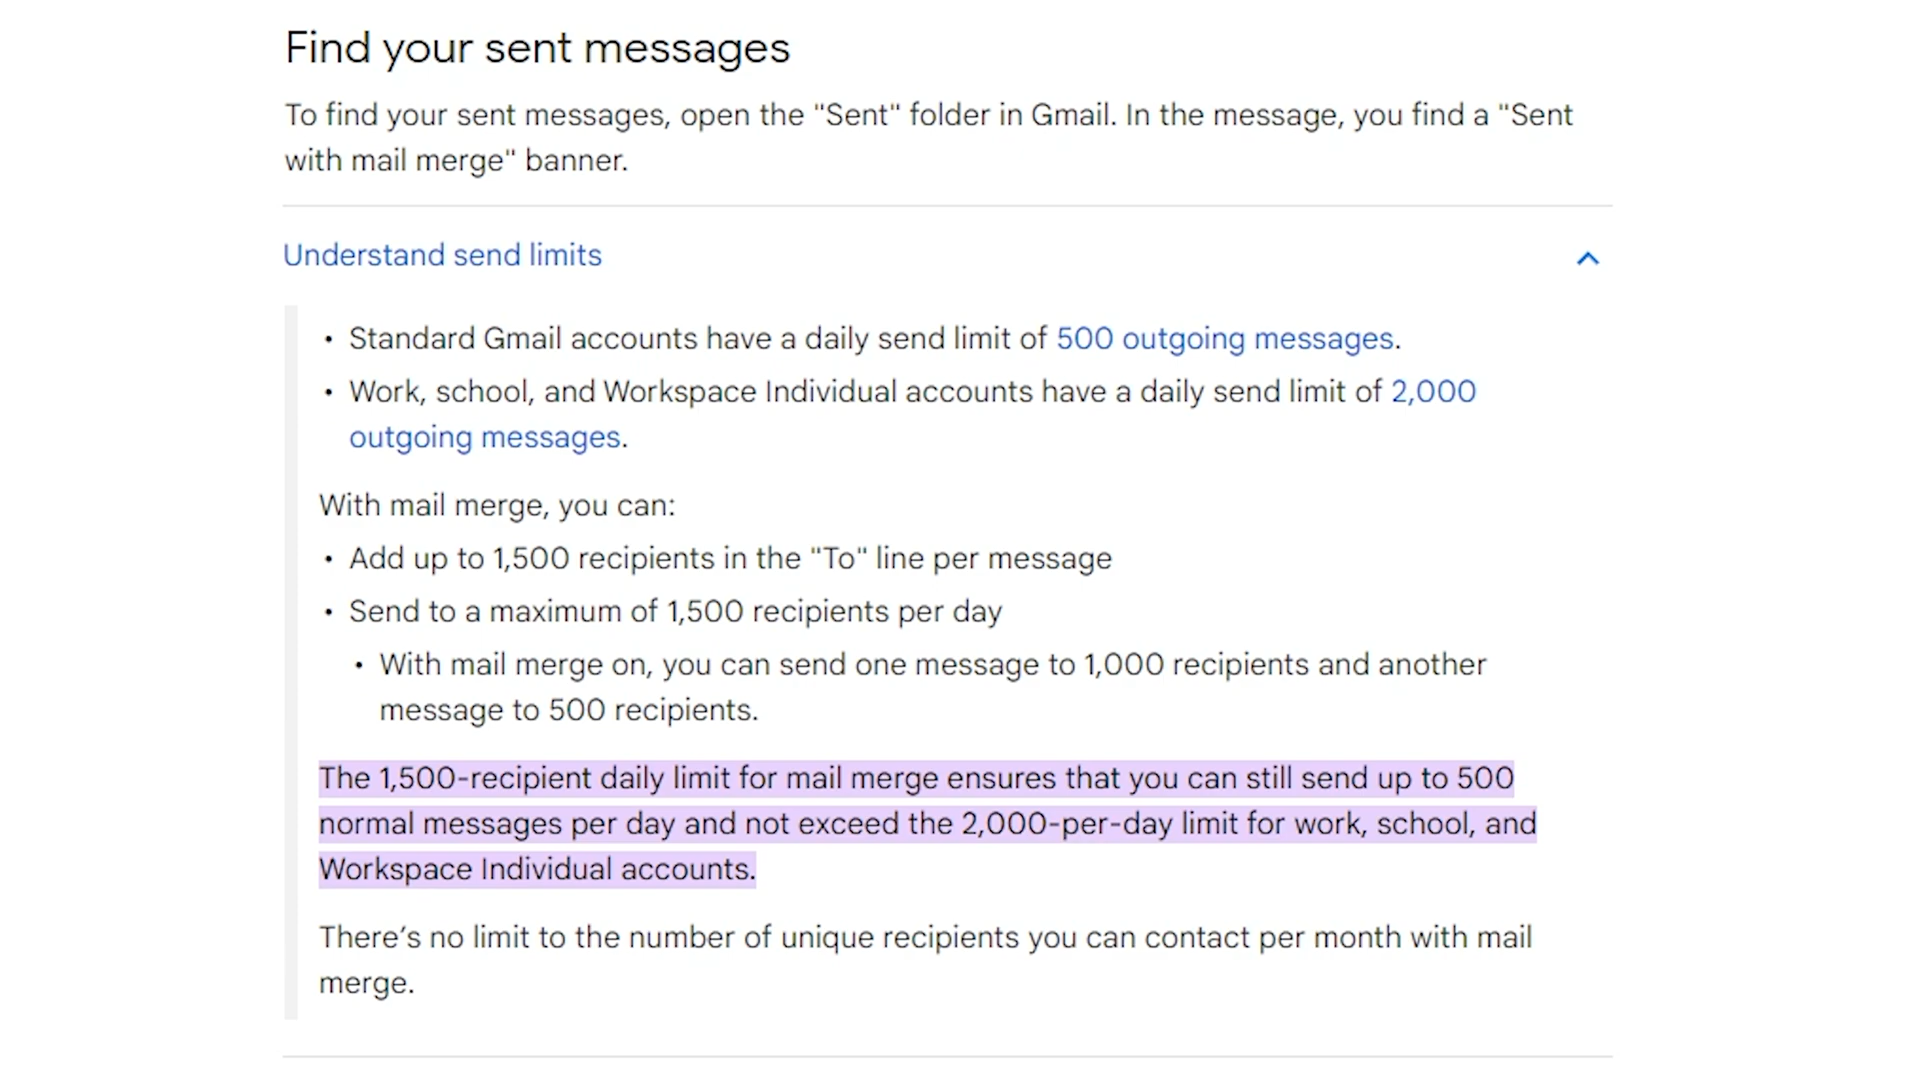 Find your sent messages
To find your sent messages, open the "Sent" folder in Gmail. In the message, you find a "Sent
with mail merge" banner.
Understand send limits
• Standard Gmail accounts have a daily send limit of 500 outgoing messages.
• Work, school, and Workspace Individual accounts have a daily send limit of 2,000
outgoing messages.
With mail merge, you can:
• Add up to 1,500 recipients in the "To" line per message
• Send to a maximum of 1,500 recipients per day
• With mail merge on, you can send one message to 1,000 recipients and another
message to 500 recipients.
The 1,500-recipient daily limit for mail merge ensures that you can still send up to 500
normal messages per day and not exceed the 2,000-per-day limit for work, school, and
Workspace Individual accounts.
There’s no limit to the number of unique recipients you can contact per month with mail
merge.